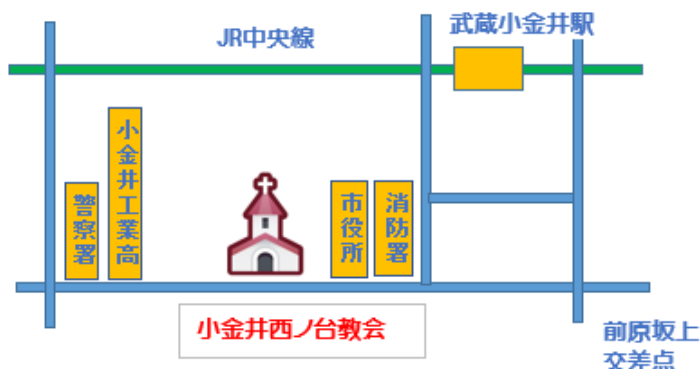 武蔵小金井駅
JR中央線
小金井工業高
警察署
市役所
消防署
小金井西ノ台教会
前原坂上
交差点